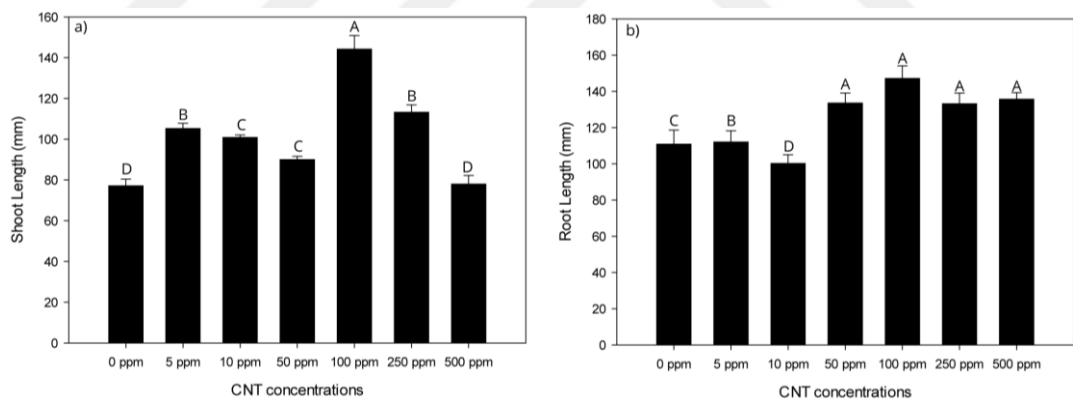 a)
Shoot Length (mm)
160
140
120
100
80
60
40
20
0
D
B
C
C
A
B
D
0 ppm 5 ppm 10 ppm 50 ppm 100 ppm 250 ppm 500 ppm
CNT concentrations
b)
Root Length (mm)
180
160
140
120
100
80
60
40
20
0
C
B
D
A
A
A
A
0 ppm 5 ppm 10 ppm 50 ppm 100 ppm 250 ppm 500 ppm
CNT concentrations